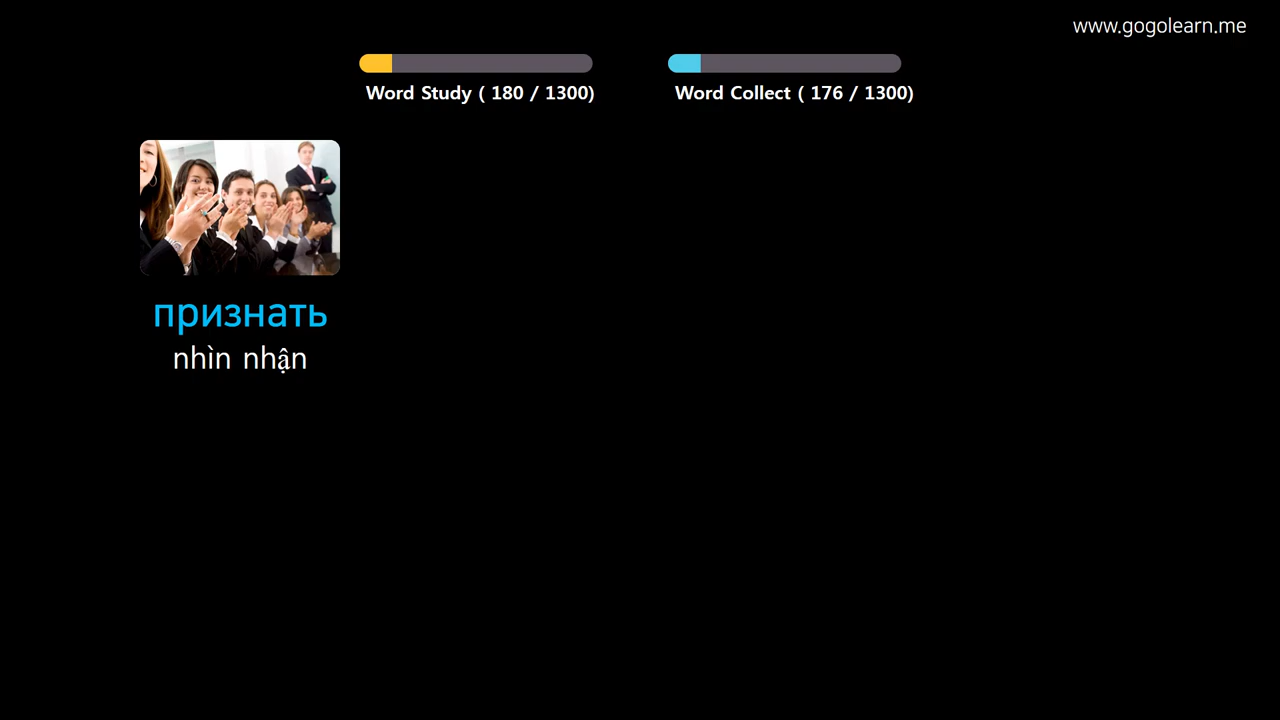 www.gogolearn.me
Word Study ( 180 / 1300)
Word Collect ( 176 / 1300)
признать
nhìn nhận